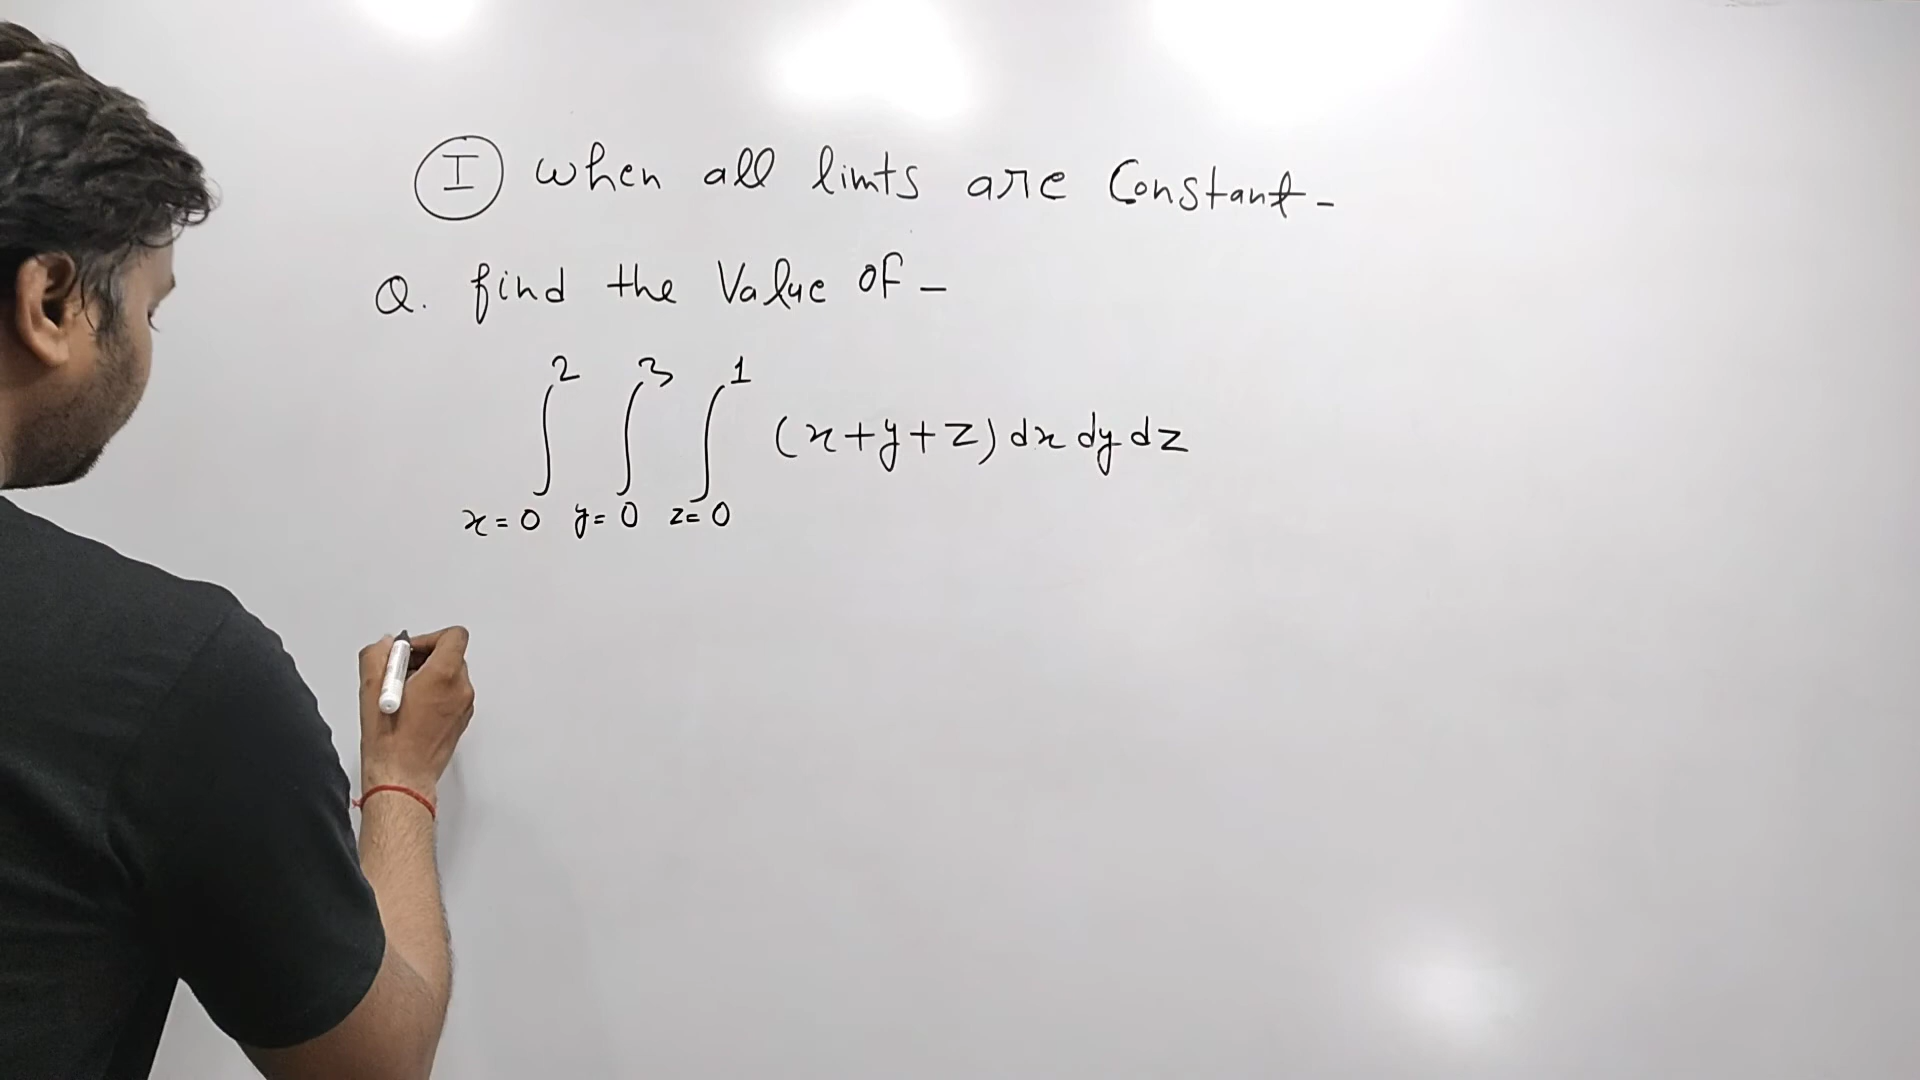 I When all limts are Constant-
Q. find the Value of -
∫_{x=0}^{2} ∫_{y=0}^{3} ∫_{z=0}^{1} (x+y+z) dx dy dz